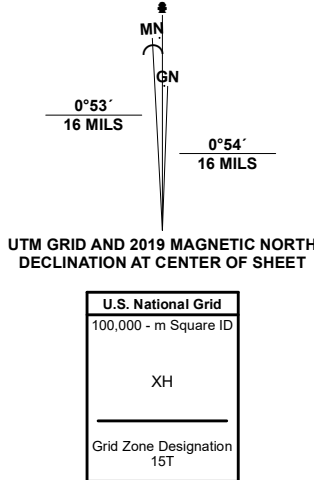 MN
GN
0°53´
16 MILS
0°54´
16 MILS
UTM GRID AND 2019 MAGNETIC NORTH
DECLINATION AT CENTER OF SHEET
U.S. National Grid
100,000 - m Square ID
XH
Grid Zone Designation
15T